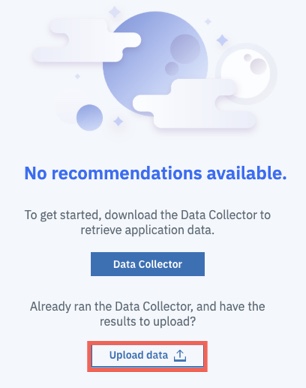 No recommendations available.
To get started, download the Data Collector to
retrieve application data.
Data Collector
Already ran the Data Collector, and have the
results to upload?
Upload data